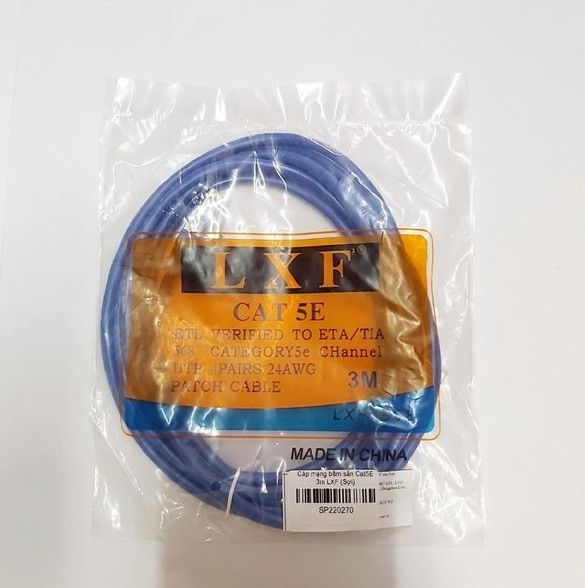 LXF®
CAT 5E
ETL VERIFIED TO ETA/TIA
568 CATEGORY5e CHannel
UTP 4PAIRS 24AWG
PATCH CABLE 3M
MADE IN CHINA
Cáp mạng bấm sẵn Cat5E
3m LXF (Sợi)
SP220270